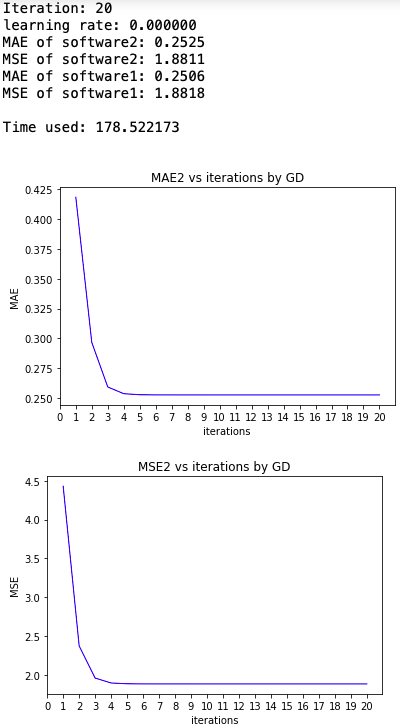 Iteration: 20
learning rate: 0.000000
MAE of software2: 0.2525
MSE of software2: 1.8811
MAE of software1: 0.2506
MSE of software1: 1.8818
Time used: 178.522173
MAE2 vs iterations by GD
0.425
0.400
0.375
0.350
0.325
0.300
0.275
0.250
MAE
0 1 2 3 4 5 6 7 8 9 10 11 12 13 14 15 16 17 18 19 20
iterations
MSE2 vs iterations by GD
4.5
4.0
3.5
3.0
2.5
2.0
MSE
0 1 2 3 4 5 6 7 8 9 10 11 12 13 14 15 16 17 18 19 20
iterations